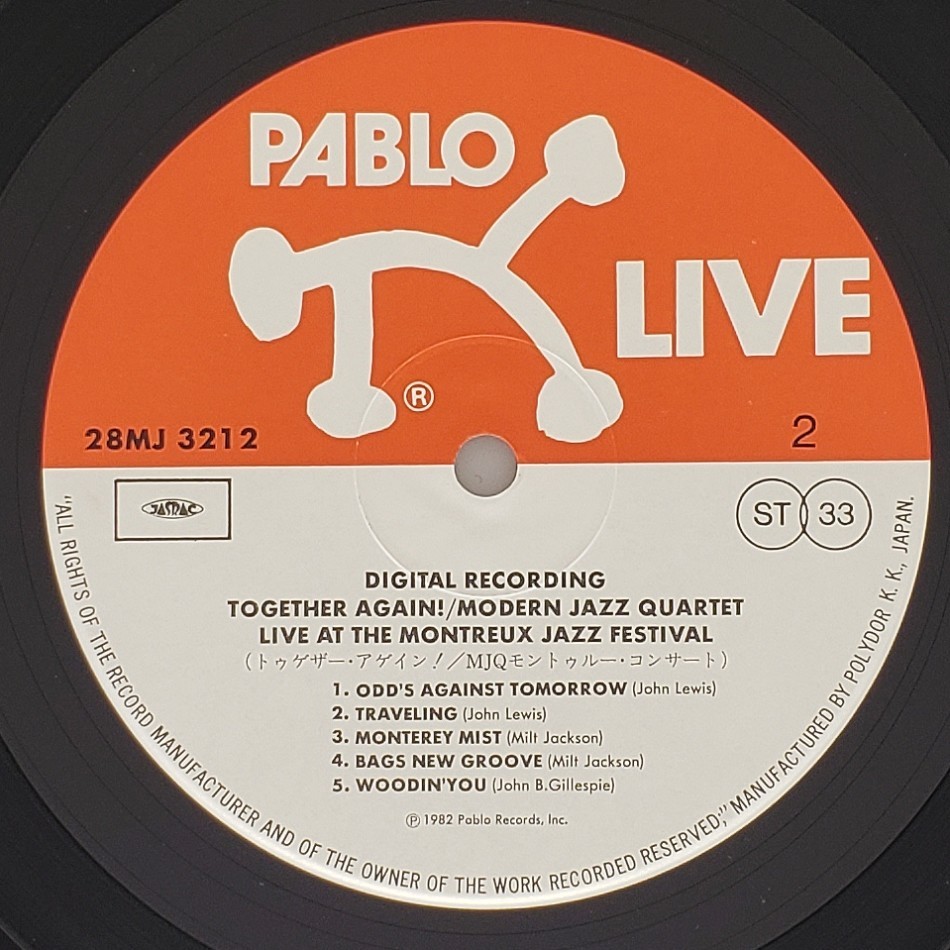 PABLO
LIVE
®
28MJ 3212
2
JASRAC
ST 33
DIGITAL RECORDING
TOGETHER AGAIN!/MODERN JAZZ QUARTET
LIVE AT THE MONTREUX JAZZ FESTIVAL
(トゥゲザー・アゲイン!/MJQモントゥルー・コンサート)
1. ODD'S AGAINST TOMORROW (John Lewis)
2. TRAVELING (John Lewis)
3. MONTEREY MIST (Milt Jackson)
4. BAGS NEW GROOVE (Milt Jackson)
5. WOODIN'YOU (John B.Gillespie)
℗ 1982 Pablo Records, Inc.
"ALL RIGHTS OF THE RECORD MANUFACTURER AND OF THE OWNER OF THE WORK RECORDED RESERVED;" MANUFACTURED BY POLYDOR K. K., JAPAN.